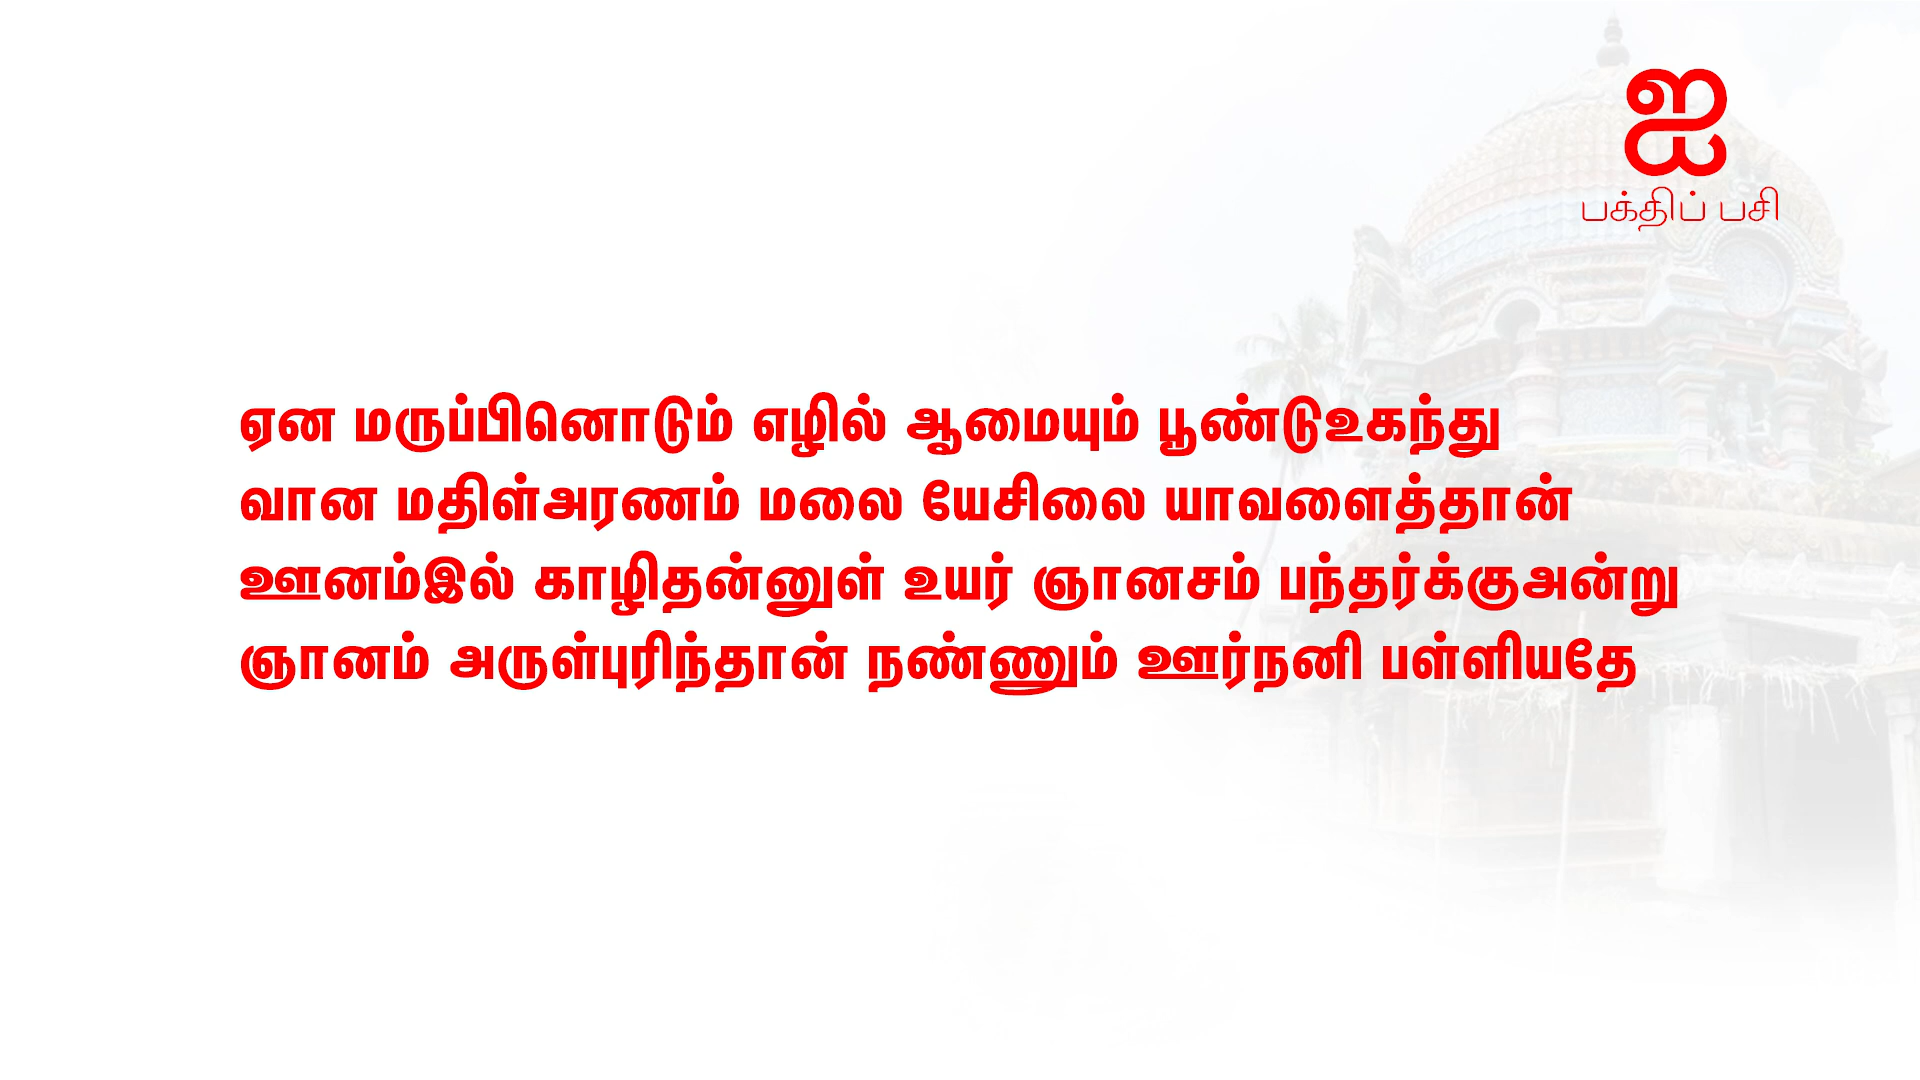 ஐ
பக்திப் பசி
ஏன மருப்பினொடும் எழில் ஆமையும் பூண்டுஉகந்து
வான மதிள்அரணம் மலை யேசிலை யாவளைத்தான்
ஊனம்இல் காழிதன்னுள் உயர் ஞானசம் பந்தர்க்குஅன்று
ஞானம் அருள்புரிந்தான் நண்ணும் ஊர்நனி பள்ளியதே